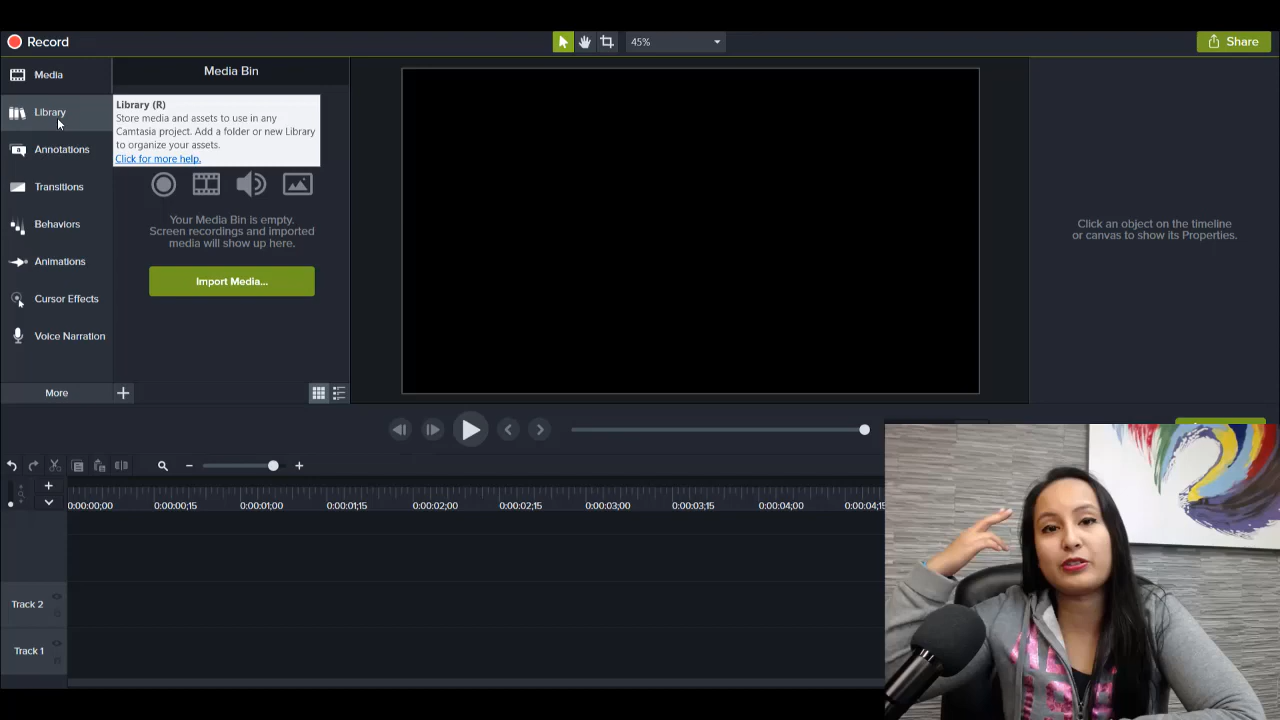 Record
45%
Share
Media
Media Bin
Library
Library (R)
Store media and assets to use in any
Camtasia project. Add a folder or new Library
to organize your assets.
Click for more help.
Annotations
Transitions
Your Media Bin is empty.
Screen recordings and imported
media will show up here.
Behaviors
Click an object on the timeline
or canvas to show its Properties.
Animations
Import Media...
Cursor Effects
Voice Narration
More
0:00:00;00 0:00:00;15 0:00:01;00 0:00:01;15 0:00:02;00 0:00:02;15 0:00:03;00 0:00:03;15 0:00:04;00 0:00:04;15
Track 2
Track 1